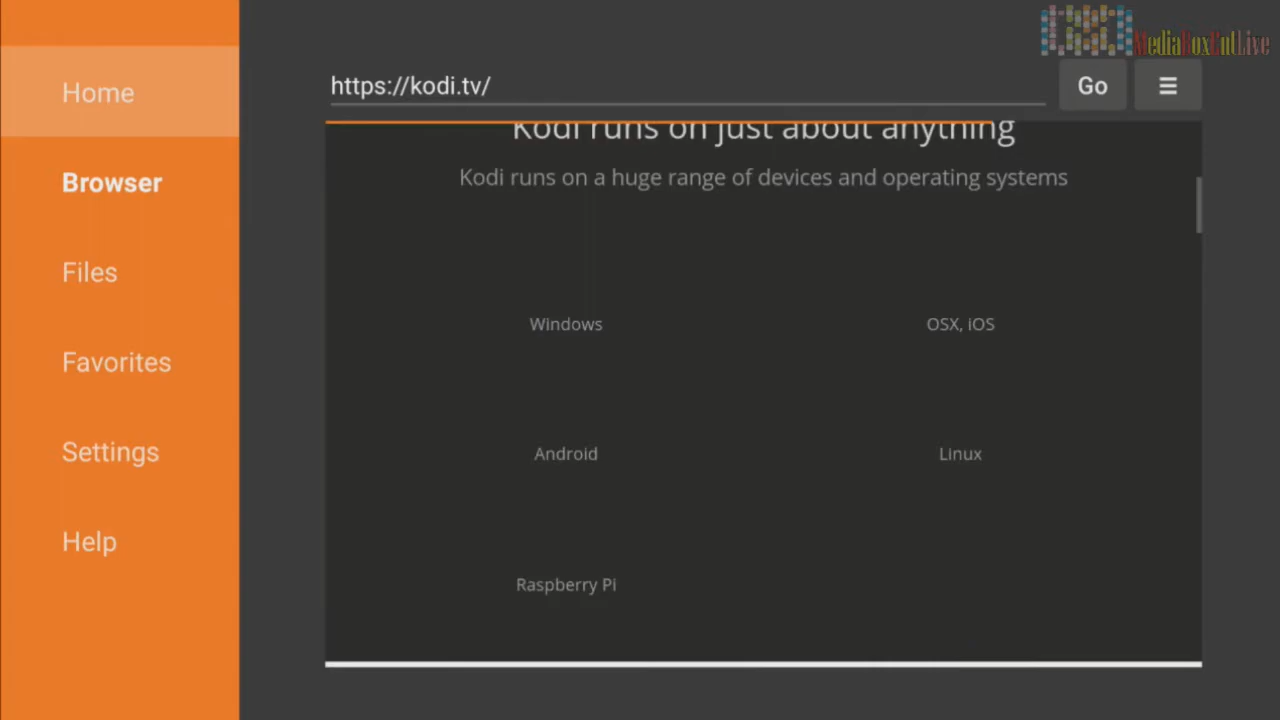 MediaBoxEntLive
Home
Browser
Files
Favorites
Settings
Help
https://kodi.tv/
Go
Kodi runs on just about anything
Kodi runs on a huge range of devices and operating systems
Windows
OSX, iOS
Android
Linux
Raspberry Pi